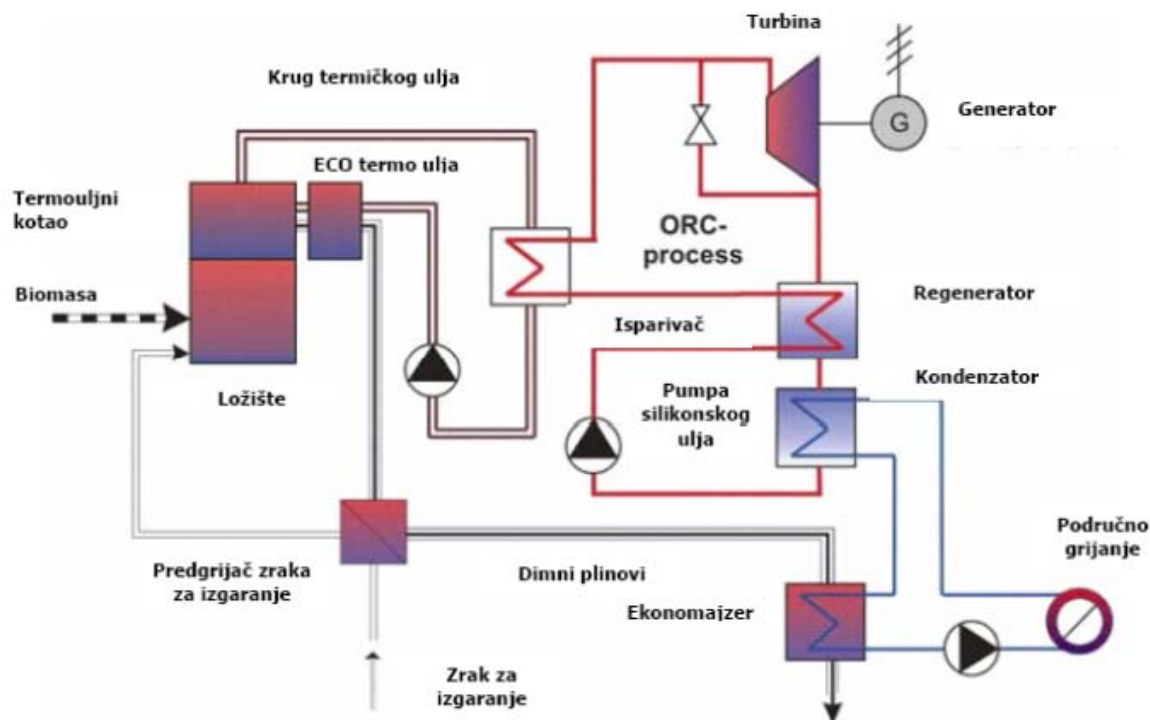 Turbina
Krug termičkog ulja
Generator
G
ECO termo ulja
Termouljni
kotao
ORC-
process
Biomasa
Regenerator
Isparivač
Ložište
Pumpa
silikonskog
ulja
Kondenzator
Područno
grijanje
Predgrijač zraka
za izgaranje
Dimni plinovi
Ekonomajzer
Zrak za
izgaranje